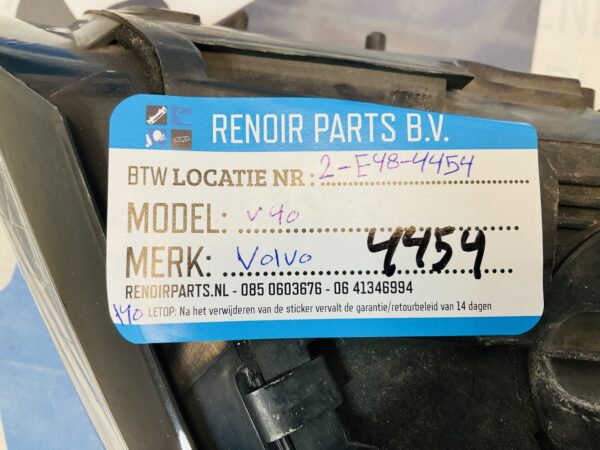 RENOIR PARTS B.V.
BTW LOCATIE NR: 2-E48-4454
MODEL: V40
MERK: Volvo 4454
RENOIRPARTS.NL - 085 0603676 - 06 41346994
LETOP: Na het verwijderen van de sticker vervalt de garantie/retourbeleid van 14 dagen